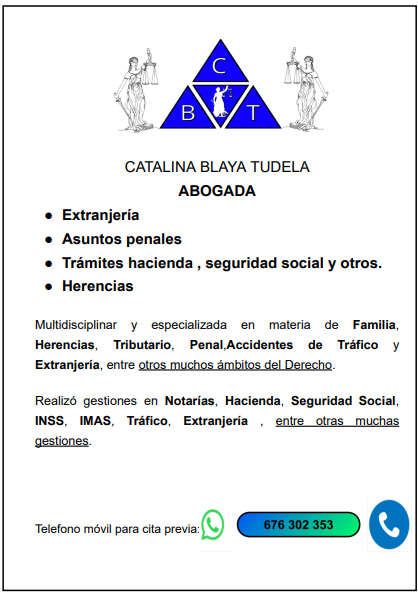 C
B T
CATALINA BLAYA TUDELA
ABOGADA
● Extranjería
● Asuntos penales
● Trámites hacienda , seguridad social y otros.
● Herencias
Multidisciplinar y especializada en materia de Familia,
Herencias, Tributario, Penal,Accidentes de Tráfico y
Extranjería, entre otros muchos ámbitos del Derecho.
Realizó gestiones en Notarías, Hacienda, Seguridad Social,
INSS, IMAS, Tráfico, Extranjería , entre otras muchas
gestiones.
Telefono móvil para cita previa: 676 302 353